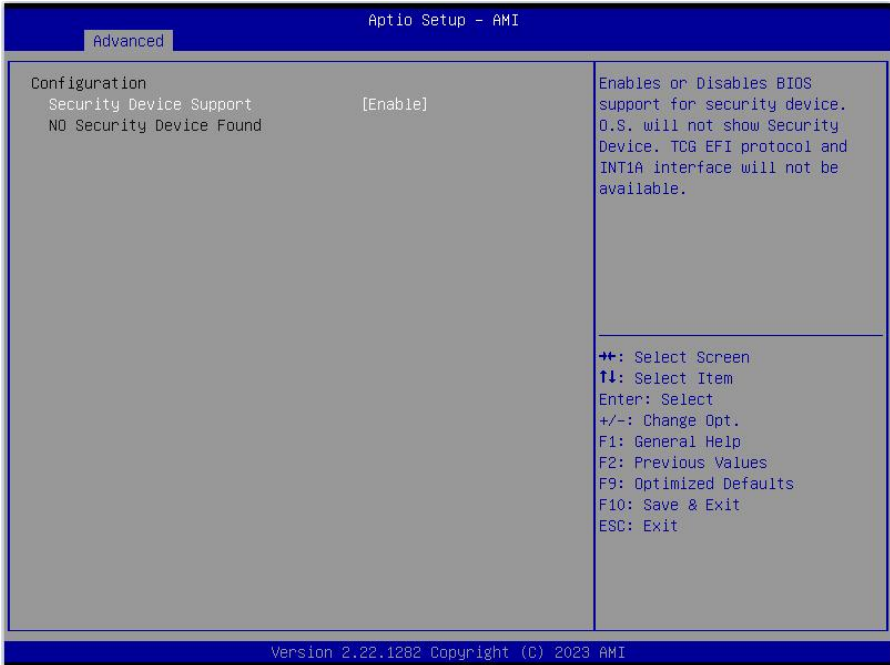 Aptio Setup - AMI
Advanced
Configuration
Security Device Support [Enable]
NO Security Device Found
Enables or Disables BIOS
support for security device.
O.S. will not show Security
Device. TCG EFI protocol and
INT1A interface will not be
available.
→←: Select Screen
↑↓: Select Item
Enter: Select
+/-: Change Opt.
F1: General Help
F2: Previous Values
F9: Optimized Defaults
F10: Save & Exit
ESC: Exit
Version 2.22.1282 Copyright (C) 2023 AMI